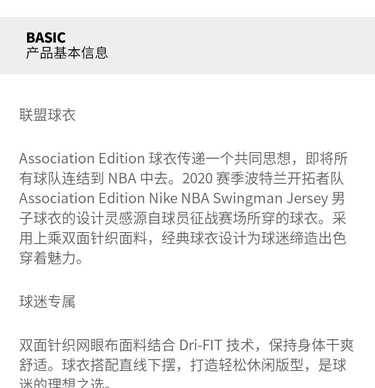 BASIC
产品基本信息
联盟球衣
Association Edition 球衣传递一个共同思想，即将所
有球队连结到 NBA 中去。2020 赛季波特兰开拓者队
Association Edition Nike NBA Swingman Jersey 男
子球衣的设计灵感源自球员征战赛场所穿的球衣。采
用上乘双面针织面料，经典球衣设计为球迷缔造出色
穿着魅力。
球迷专属
双面针织网眼布面料结合 Dri-FIT 技术，保持身体干爽
舒适。球衣搭配直线下摆，打造轻松休闲版型，是球
迷的理想之选。